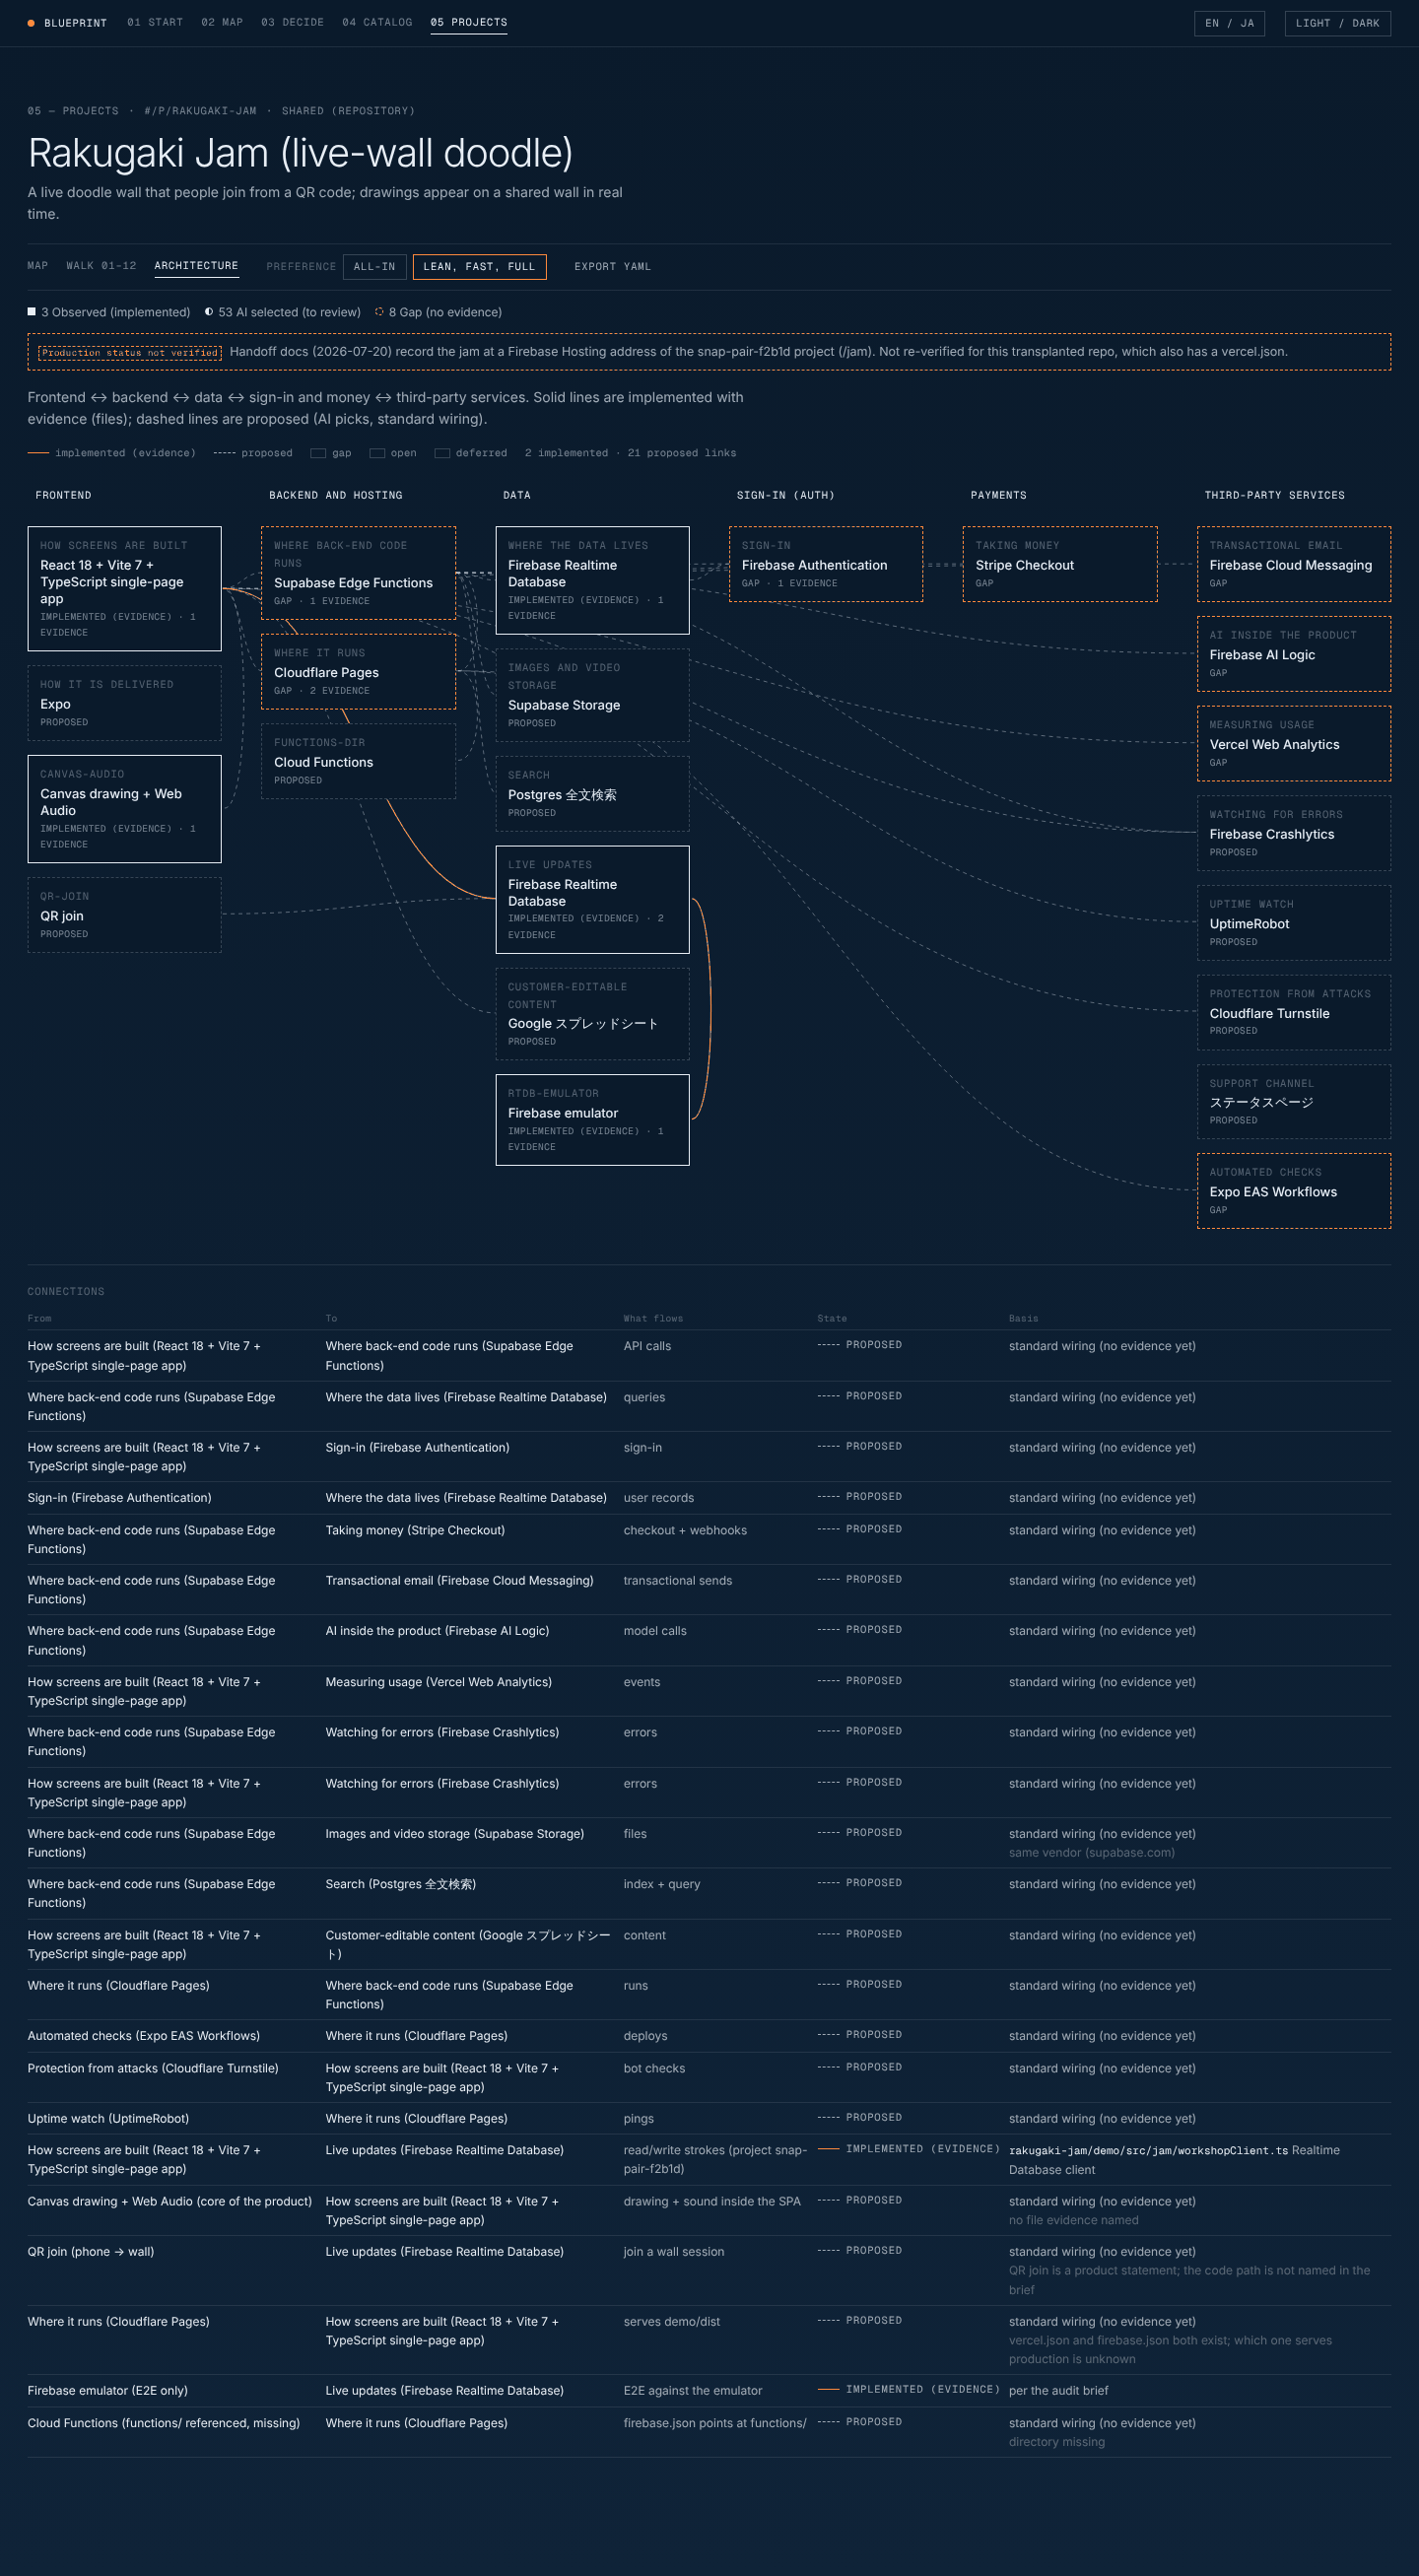 BLUEPRINT 01 START 02 MAP 03 DECIDE 04 CATALOG 05 PROJECTS EN / JA LIGHT / DARK
05 — PROJECTS · #/P/RAKUGAKI-JAM · SHARED (REPOSITORY)
Rakugaki Jam (live-wall doodle)
A live doodle wall that people join from a QR code; drawings appear on a shared wall in real
time.
MAP WALK 01–12 ARCHITECTURE PREFERENCE ALL-IN LEAN, FAST, FULL EXPORT YAML
3 Observed (implemented) 53 AI selected (to review) 8 Gap (no evidence)
Production status not verified Handoff docs (2026-07-20) record the jam at a Firebase Hosting address of the snap-pair-f2b1d project (/jam). Not re-verified for this transplanted repo, which also has a vercel.json.
Frontend ↔ backend ↔ data ↔ sign-in and money ↔ third-party services. Solid lines are implemented with
evidence (files); dashed lines are proposed (AI picks, standard wiring).
implemented (evidence) proposed gap open deferred 2 implemented · 21 proposed links
FRONTEND
HOW SCREENS ARE BUILT
React 18 + Vite 7 +
TypeScript single-page
app
IMPLEMENTED (EVIDENCE) · 1
EVIDENCE
HOW IT IS DELIVERED
Expo
PROPOSED
CANVAS-AUDIO
Canvas drawing + Web
Audio
IMPLEMENTED (EVIDENCE) · 1
EVIDENCE
QR-JOIN
QR join
PROPOSED
BACKEND AND HOSTING
WHERE BACK-END CODE
RUNS
Supabase Edge Functions
GAP · 1 EVIDENCE
WHERE IT RUNS
Cloudflare Pages
GAP · 2 EVIDENCE
FUNCTIONS-DIR
Cloud Functions
PROPOSED
DATA
WHERE THE DATA LIVES
Firebase Realtime
Database
IMPLEMENTED (EVIDENCE) · 1
EVIDENCE
IMAGES AND VIDEO
STORAGE
Supabase Storage
PROPOSED
SEARCH
Postgres 全文検索
PROPOSED
LIVE UPDATES
Firebase Realtime
Database
IMPLEMENTED (EVIDENCE) · 2
EVIDENCE
CUSTOMER-EDITABLE
CONTENT
Google スプレッドシート
PROPOSED
RTDB-EMULATOR
Firebase emulator
IMPLEMENTED (EVIDENCE) · 1
EVIDENCE
SIGN-IN (AUTH)
SIGN-IN
Firebase Authentication
GAP · 1 EVIDENCE
PAYMENTS
TAKING MONEY
Stripe Checkout
GAP
THIRD-PARTY SERVICES
TRANSACTIONAL EMAIL
Firebase Cloud Messaging
GAP
AI INSIDE THE PRODUCT
Firebase AI Logic
GAP
MEASURING USAGE
Vercel Web Analytics
GAP
WATCHING FOR ERRORS
Firebase Crashlytics
PROPOSED
UPTIME WATCH
UptimeRobot
PROPOSED
PROTECTION FROM ATTACKS
Cloudflare Turnstile
PROPOSED
SUPPORT CHANNEL
ステータスページ
PROPOSED
AUTOMATED CHECKS
Expo EAS Workflows
GAP
CONNECTIONS
From To What flows State Basis
How screens are built (React 18 + Vite 7 + Where back-end code runs (Supabase Edge API calls PROPOSED standard wiring (no evidence yet)
TypeScript single-page app) Functions)
Where back-end code runs (Supabase Edge Where the data lives (Firebase Realtime Database) queries PROPOSED standard wiring (no evidence yet)
Functions)
How screens are built (React 18 + Vite 7 + Sign-in (Firebase Authentication) sign-in PROPOSED standard wiring (no evidence yet)
TypeScript single-page app)
Sign-in (Firebase Authentication) Where the data lives (Firebase Realtime Database) user records PROPOSED standard wiring (no evidence yet)
Where back-end code runs (Supabase Edge Taking money (Stripe Checkout) checkout + webhooks PROPOSED standard wiring (no evidence yet)
Functions)
Where back-end code runs (Supabase Edge Transactional email (Firebase Cloud Messaging) transactional sends PROPOSED standard wiring (no evidence yet)
Functions)
Where back-end code runs (Supabase Edge AI inside the product (Firebase AI Logic) model calls PROPOSED standard wiring (no evidence yet)
Functions)
How screens are built (React 18 + Vite 7 + Measuring usage (Vercel Web Analytics) events PROPOSED standard wiring (no evidence yet)
TypeScript single-page app)
Where back-end code runs (Supabase Edge Watching for errors (Firebase Crashlytics) errors PROPOSED standard wiring (no evidence yet)
Functions)
How screens are built (React 18 + Vite 7 + Watching for errors (Firebase Crashlytics) errors PROPOSED standard wiring (no evidence yet)
TypeScript single-page app)
Where back-end code runs (Supabase Edge Images and video storage (Supabase Storage) files PROPOSED standard wiring (no evidence yet)
Functions) same vendor (supabase.com)
Where back-end code runs (Supabase Edge Search (Postgres 全文検索) index + query PROPOSED standard wiring (no evidence yet)
Functions)
How screens are built (React 18 + Vite 7 + Customer-editable content (Google スプレッドシー content PROPOSED standard wiring (no evidence yet)
TypeScript single-page app) ト)
Where it runs (Cloudflare Pages) Where back-end code runs (Supabase Edge runs PROPOSED standard wiring (no evidence yet)
Functions)
Automated checks (Expo EAS Workflows) Where it runs (Cloudflare Pages) deploys PROPOSED standard wiring (no evidence yet)
Protection from attacks (Cloudflare Turnstile) How screens are built (React 18 + Vite 7 + bot checks PROPOSED standard wiring (no evidence yet)
TypeScript single-page app)
Uptime watch (UptimeRobot) Where it runs (Cloudflare Pages) pings PROPOSED standard wiring (no evidence yet)
How screens are built (React 18 + Vite 7 + Live updates (Firebase Realtime Database) read/write strokes (project snap- IMPLEMENTED (EVIDENCE) rakugaki-jam/demo/src/jam/workshopClient.ts Realtime
TypeScript single-page app) pair-f2b1d) Database client
Canvas drawing + Web Audio (core of the product) How screens are built (React 18 + Vite 7 + drawing + sound inside the SPA PROPOSED standard wiring (no evidence yet)
TypeScript single-page app) no file evidence named
QR join (phone → wall) Live updates (Firebase Realtime Database) join a wall session PROPOSED standard wiring (no evidence yet)
QR join is a product statement; the code path is not named in the
brief
Where it runs (Cloudflare Pages) How screens are built (React 18 + Vite 7 + serves demo/dist PROPOSED standard wiring (no evidence yet)
TypeScript single-page app) vercel.json and firebase.json both exist; which one serves
production is unknown
Firebase emulator (E2E only) Live updates (Firebase Realtime Database) E2E against the emulator IMPLEMENTED (EVIDENCE) per the audit brief
Cloud Functions (functions/ referenced, missing) Where it runs (Cloudflare Pages) firebase.json points at functions/ PROPOSED standard wiring (no evidence yet)
directory missing